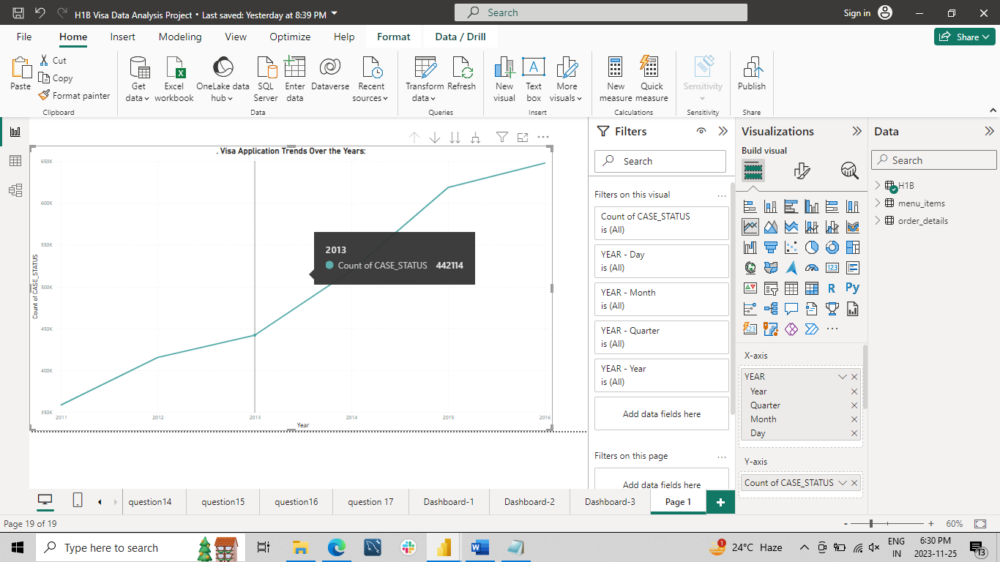 H1B Visa Data Analysis Project • Last saved: Yesterday at 8:39 PM
Search
Sign in
File
Home
Insert
Modeling
View
Optimize
Help
Format
Data / Drill
Share
Paste
Cut
Copy
Format painter
Clipboard
Get data
Excel workbook
OneLake data hub
SQL Server
Enter data
Dataverse
Recent sources
Data
Transform data
Refresh
Queries
New visual
Text box
More visuals
Insert
New measure
Quick measure
Calculations
Sensitivity
Sensitivity
Publish
Share
. Visa Application Trends Over the Years:
650K
600K
550K
500K
450K
400K
350K
Count of CASE_STATUS
2011
2012
2013
2014
2015
2016
Year
2013
Count of CASE_STATUS 442114
Filters
Search
Filters on this visual
Count of CASE_STATUS
is (All)
YEAR - Day
is (All)
YEAR - Month
is (All)
YEAR - Quarter
is (All)
YEAR - Year
is (All)
Add data fields here
Filters on this page
Add data fields here
Visualizations
Build visual
123
R
Py
123
X-axis
YEAR
Year
Quarter
Month
Day
Y-axis
Count of CASE_STATUS
Data
Search
H1B
menu_items
order_details
question14
question15
question16
question 17
Dashboard-1
Dashboard-2
Dashboard-3
Page 1
Page 19 of 19
60%
Type here to search
1
24°C Haze
ENG
IN
6:30 PM
2023-11-25
13